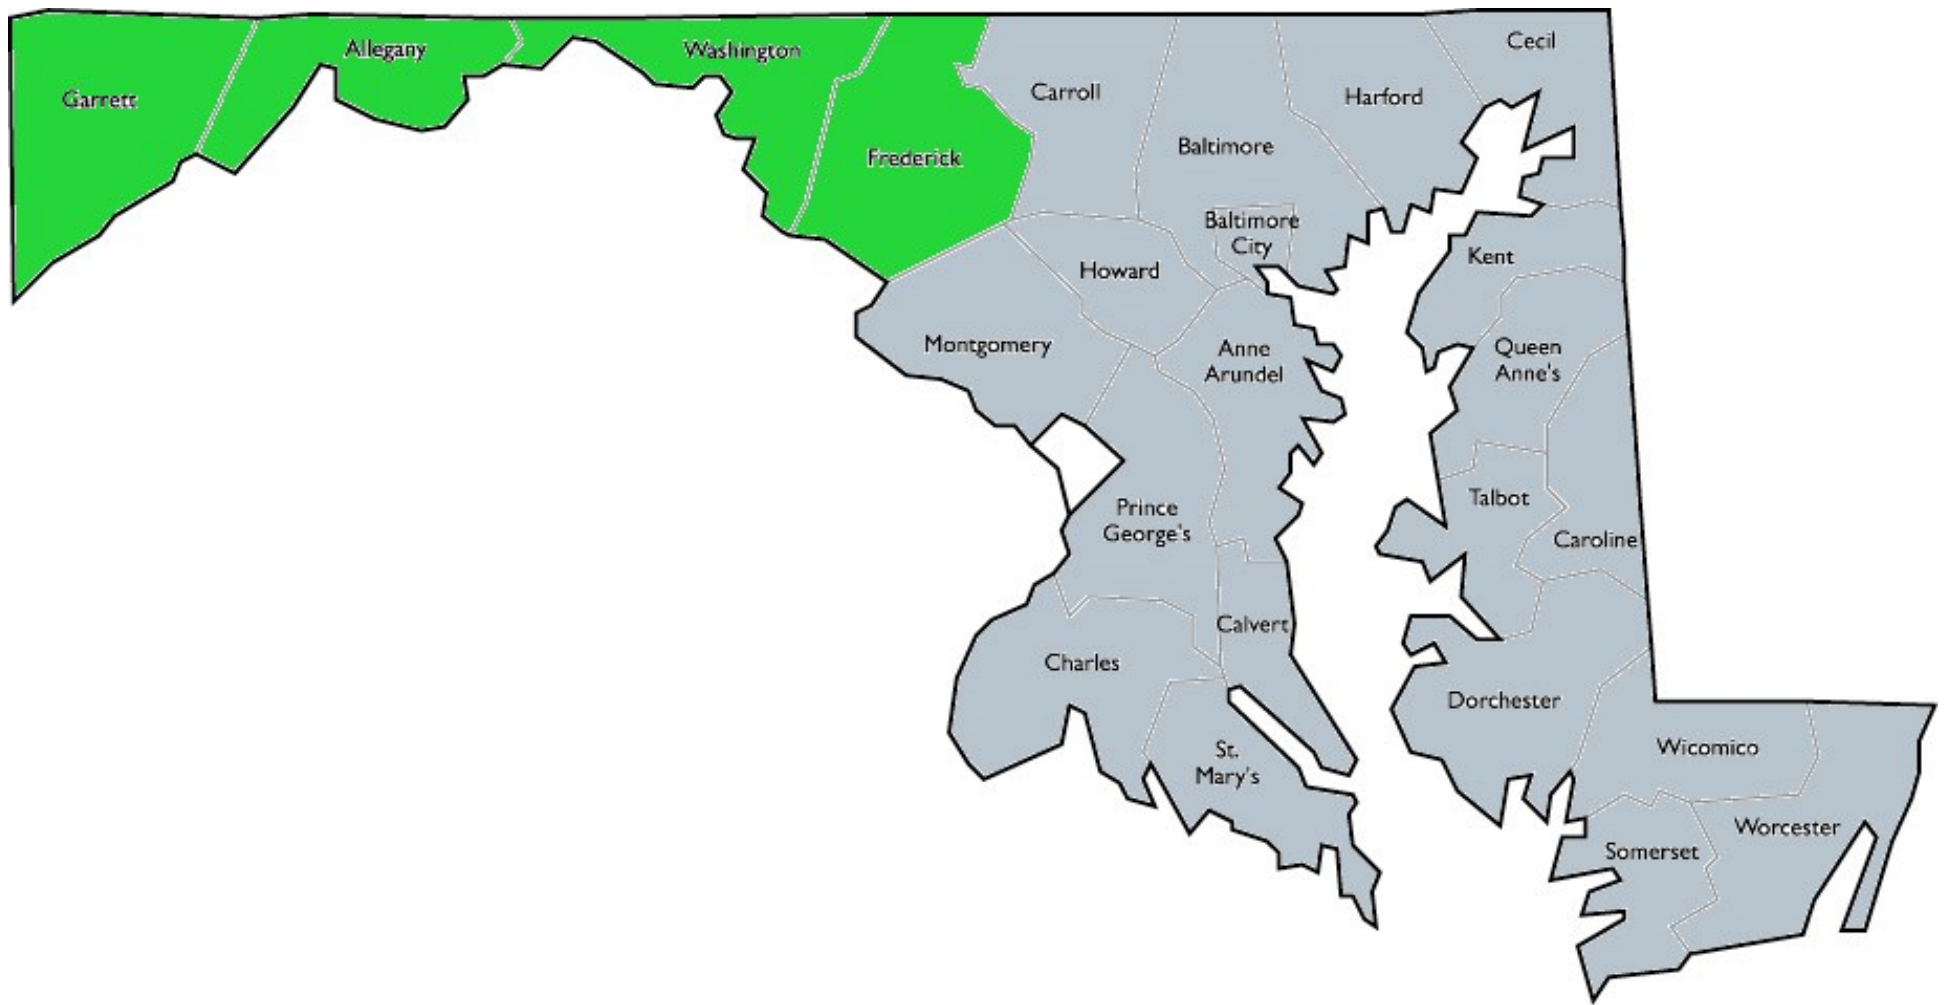 Cecil
Allegany
Washington
Garrett
Carroll
Harford
Baltimore
Frederick
Baltimore
City
Kent
Howard
Montgomery
Anne
Arundel
Queen
Anne's
Talbot
Prince
George's
Caroline
Calvert
Charles
Dorchester
St.
Mary's
Wicomico
Worcester
Somerset